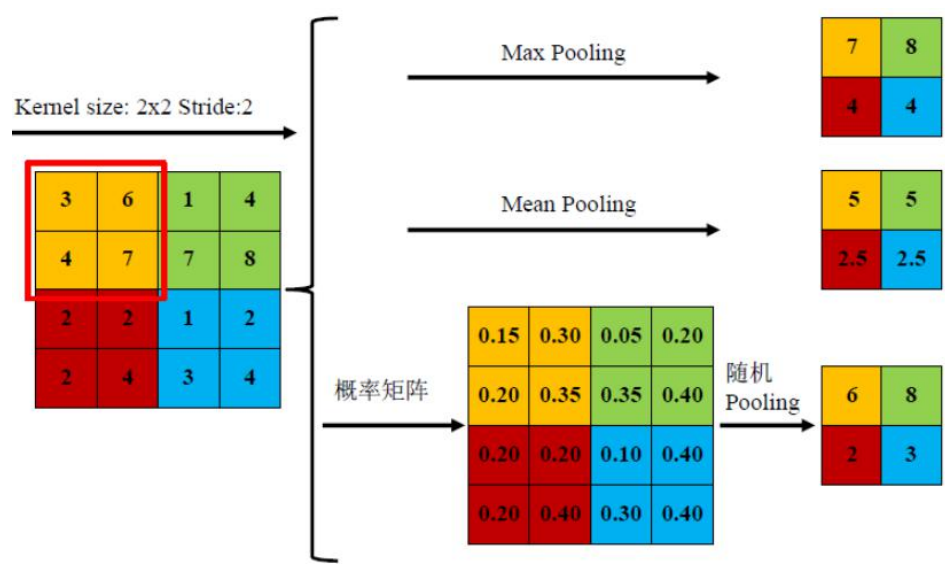 Max Pooling
7 8
4 4
Kernel size: 2x2 Stride:2
3 6 1 4
4 7 7 8
2 2 1 2
2 4 3 4
Mean Pooling
5 5
2.5 2.5
概率矩阵
0.15 0.30 0.05 0.20
0.20 0.35 0.35 0.40
0.20 0.20 0.10 0.40
0.20 0.40 0.30 0.40
随机
Pooling
6 8
2 3